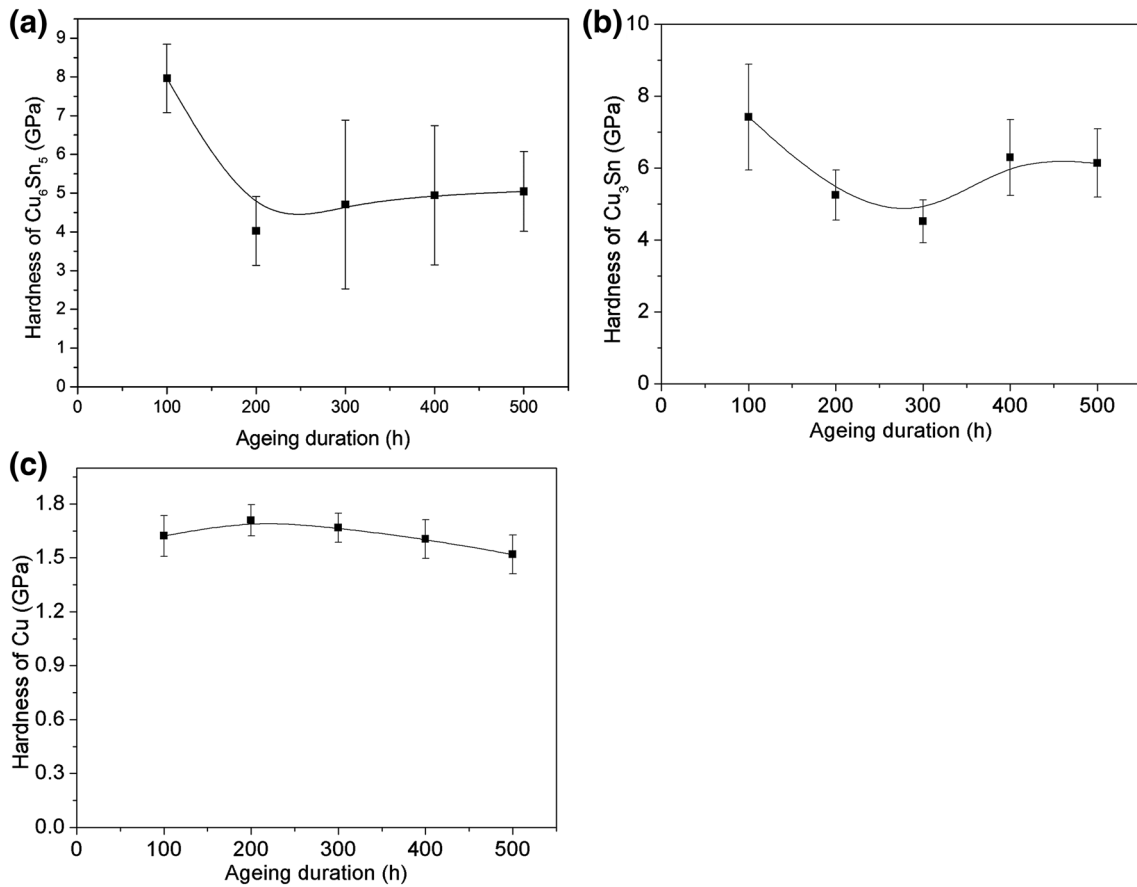 (a)
9
8
7
6
5
4
3
2
1
0
Hardness of Cu6Sn5 (GPa)
0 100 200 300 400 500
Ageing duration (h)
(b)
10
8
6
4
2
0
Hardness of Cu3Sn (GPa)
0 100 200 300 400 500
Ageing duration (h)
(c)
1.8
1.5
1.2
0.9
0.6
0.3
0.0
Hardness of Cu (GPa)
0 100 200 300 400 500
Ageing duration (h)